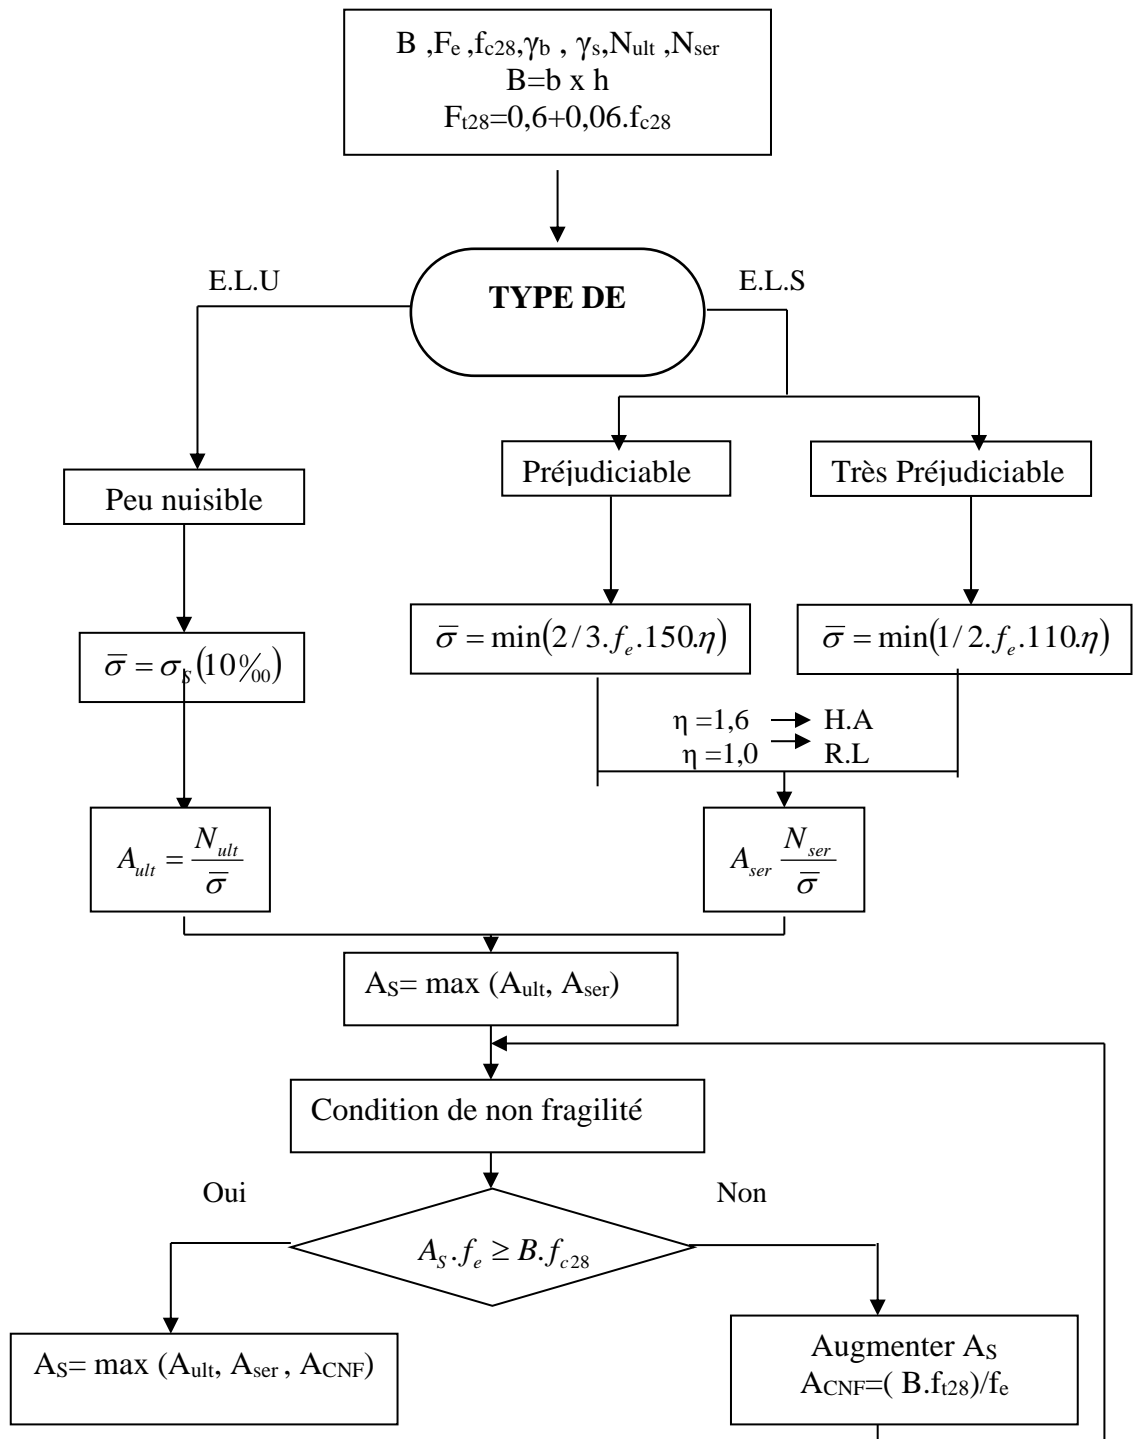 B ,Fe ,fc28,γb , γs,Nult ,Nser
B=b x h
Ft28=0,6+0,06.fc28
E.L.U
TYPE DE
E.L.S
Peu nuisible
Préjudiciable
Très Préjudiciable
σ̅ = σs(10‰)
σ̅ = min(2/3.fe.150.η)
σ̅ = min(1/2.fe.110.η)
η =1,6 → H.A
η =1,0 → R.L
Ault = Nult / σ̅
Aser Nser / σ̅
AS= max (Ault, Aser)
Condition de non fragilité
Oui
Non
AS.fe ≥ B.fc28
AS= max (Ault, Aser , ACNF)
Augmenter AS
ACNF=( B.ft28)/fe